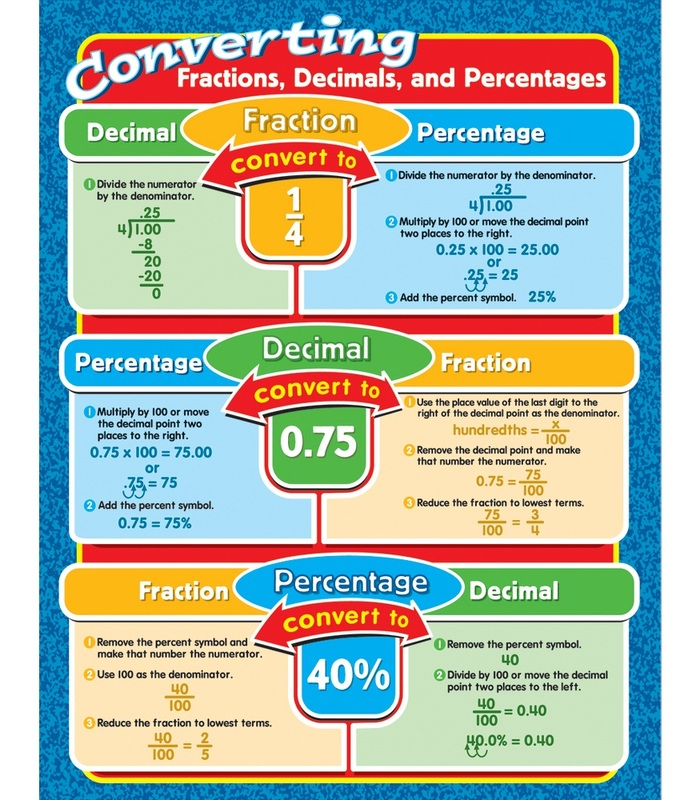 Converting
Fractions, Decimals, and Percentages
Decimal
Fraction
Percentage
convert to
1
4
1 Divide the numerator
by the denominator.
.25
4)1.00
-8
20
-20
0
1 Divide the numerator by the denominator.
.25
4)1.00
2 Multiply by 100 or move the decimal point
two places to the right.
0.25 x 100 = 25.00
or
.25 = 25
3 Add the percent symbol. 25%
Percentage
Decimal
Fraction
convert to
0.75
1 Multiply by 100 or move
the decimal point two
places to the right.
0.75 x 100 = 75.00
or
.75 = 75
2 Add the percent symbol.
0.75 = 75%
1 Use the place value of the last digit to the
right of the decimal point as the denominator.
hundredths = x/100
2 Remove the decimal point and make
that number the numerator.
0.75 = 75/100
3 Reduce the fraction to lowest terms.
75/100 = 3/4
Fraction
Percentage
Decimal
convert to
40%
1 Remove the percent symbol and
make that number the numerator.
2 Use 100 as the denominator.
40/100
3 Reduce the fraction to lowest terms.
40/100 = 2/5
1 Remove the percent symbol.
40
2 Divide by 100 or move the decimal
point two places to the left.
40/100 = 0.40
40.0% = 0.40